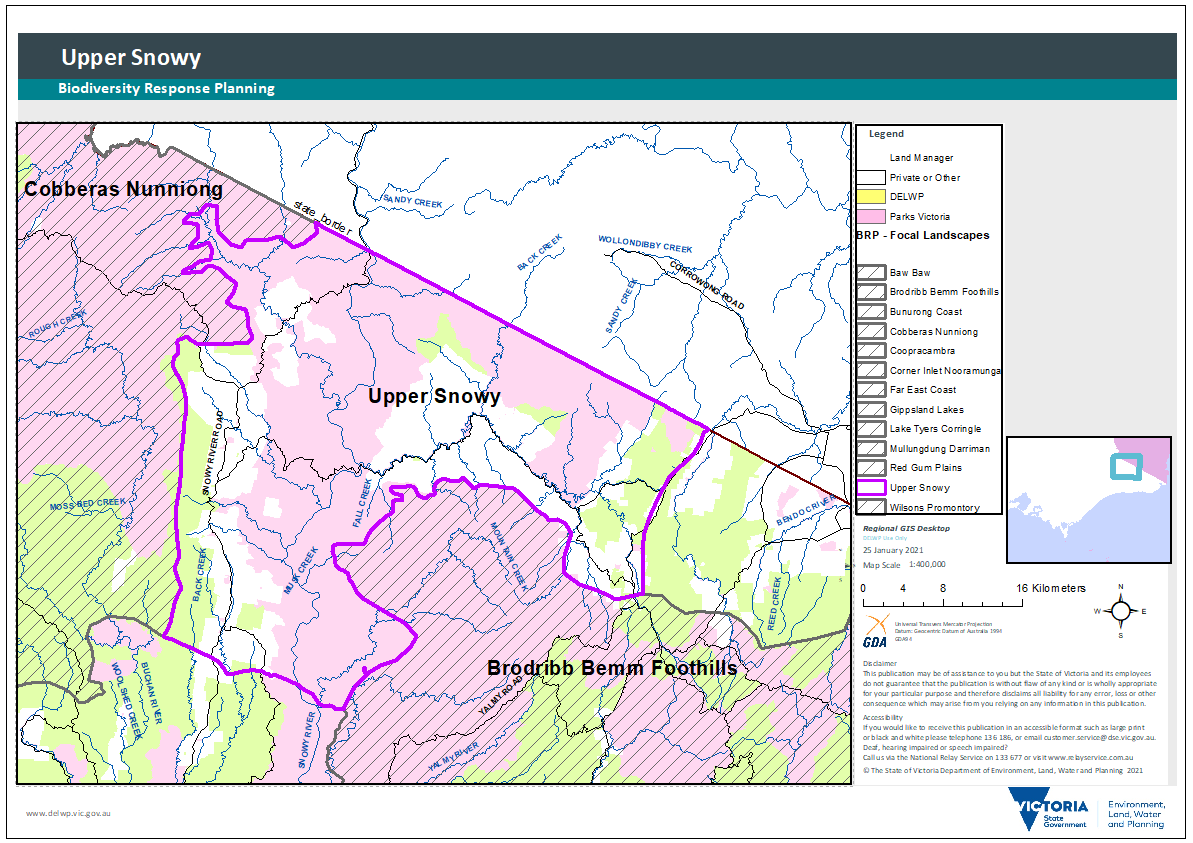 Upper Snowy
Biodiversity Response Planning
Cobberas Nunniong
state border
SANDY CREEK
BACK CREEK
WOLLONDIBBY CREEK
CORROWONG ROAD
SANDY CREEK
ROUGH CREEK
Upper Snowy
SNOWY RIVER ROAD
MOSS BED CREEK
FALL CREEK
BENDOC RIVER
MOUNTAIN CREEK
BACK CREEK
MUCK CREEK
REED CREEK
Brodribb Bemm Foothills
WOOLSHED CREEK
BUCHAN RIVER
YALMY ROAD
SNOWY RIVER
YALMY RIVER
Legend
Land Manager
Private or Other
DELWP
Parks Victoria
BRP - Focal Landscapes
Baw Baw
Brodribb Bemm Foothills
Bunurong Coast
Cobberas Nunniong
Coopracambra
Corner Inlet Nooramunga
Far East Coast
Gippsland Lakes
Lake Tyers Corringle
Mullungdung Darriman
Red Gum Plains
Upper Snowy
Wilsons Promontory
Regional GIS Desktop
DELWP Use Only
25 January 2021
Map Scale 1:400,000
0 4 8 16 Kilometers
N
W E
S
GDA
Universal Transvers Mercator Projection
Datum: Geocentric Datum of Australia 1994
GDA94
Disclaimer
This publication may be of assistance to you but the State of Victoria and its employees
do not guarantee that the publication is without flaw of any kind or is wholly appropriate
for your particular purpose and therefore disclaims all liability for any error, loss or other
consequence which may arise from you relying on any information in this publication.
Accessibility
If you would like to receive this publication in an accessible format such as large print
or black and white please telephone 136 186, or email customer.service@dse.vic.gov.au.
Deaf, hearing impaired or speech impaired?
Call us via the National Relay Service on 133 677 or visit www.relayservice.com.au
© The State of Victoria Department of Environment, Land, Water and Planning 2021
www.delwp.vic.gov.au
VICTORIA
State
Government
Environment,
Land, Water
and Planning